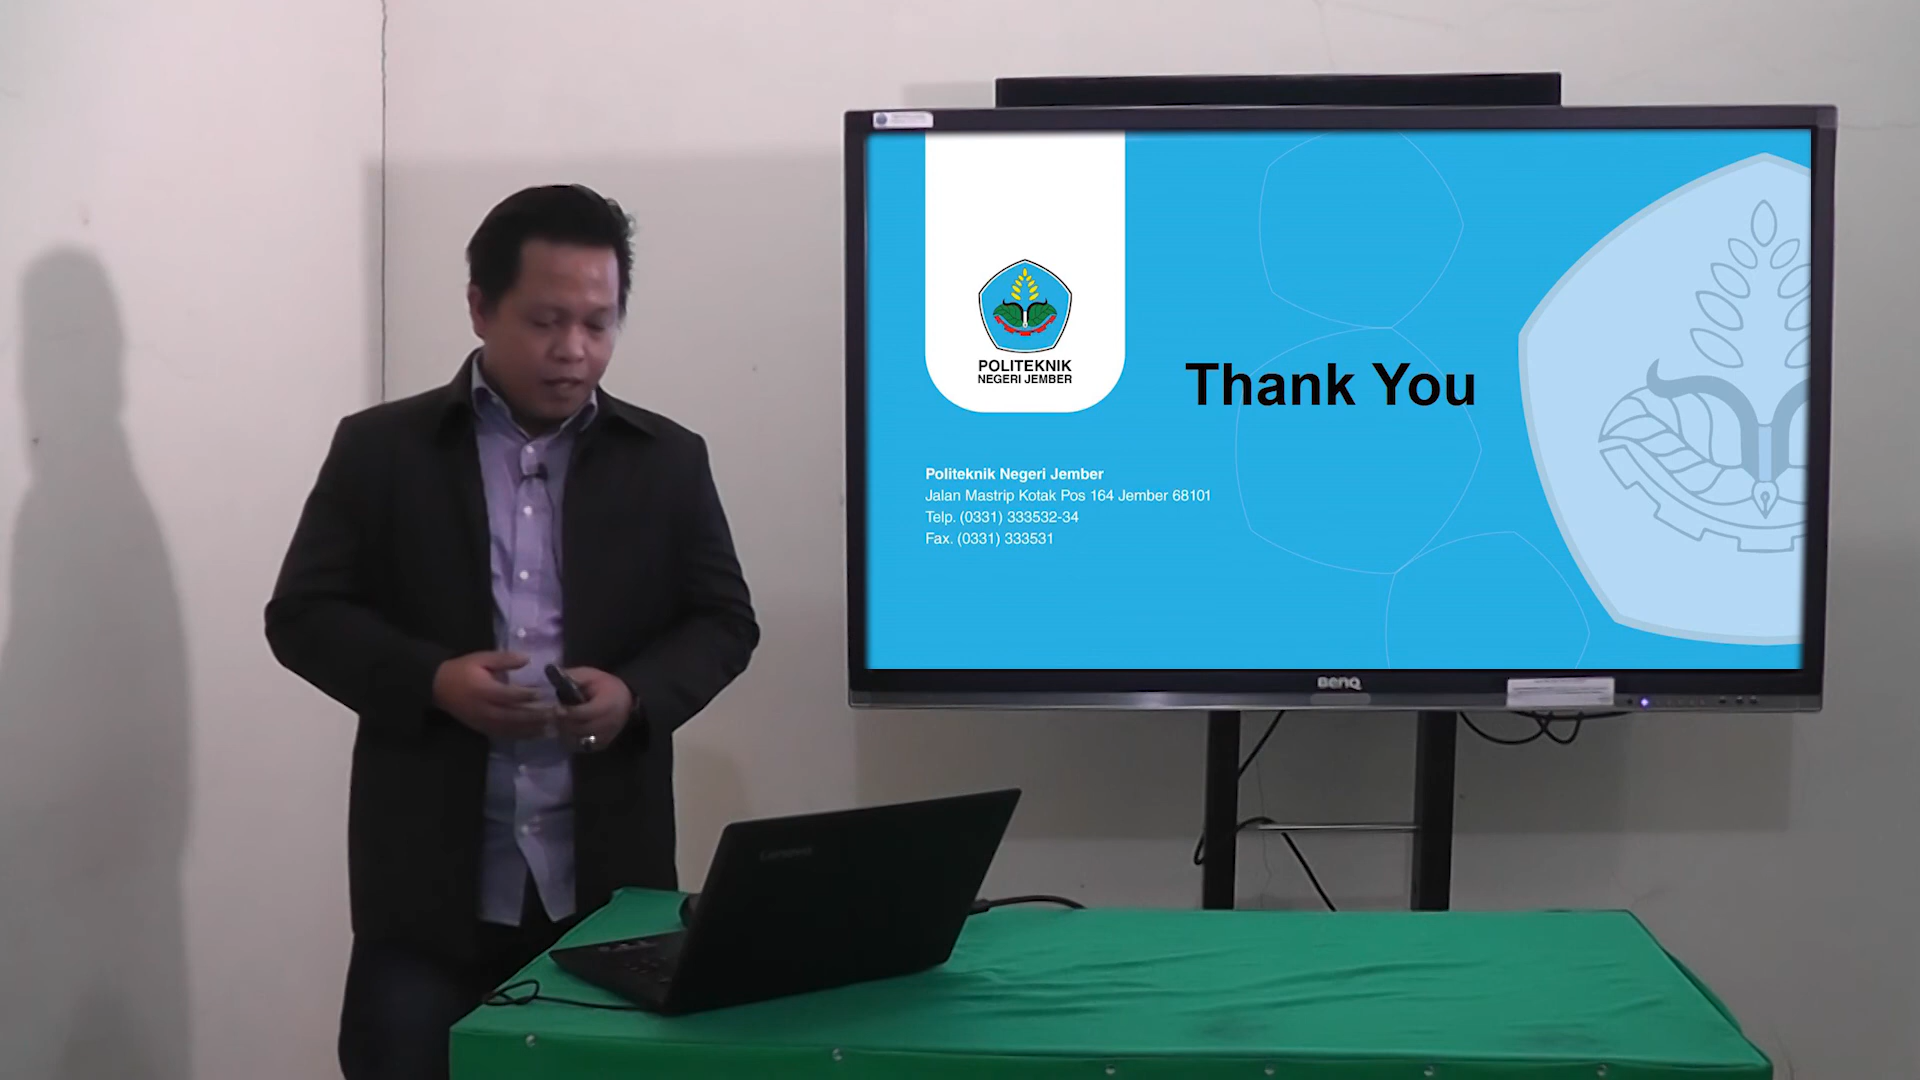 POLITEKNIK
NEGERI JEMBER
Thank You
Politeknik Negeri Jember
Jalan Mastrip Kotak Pos 164 Jember 68101
Telp. (0331) 333532-34
Fax. (0331) 333531
BenQ
Lenovo